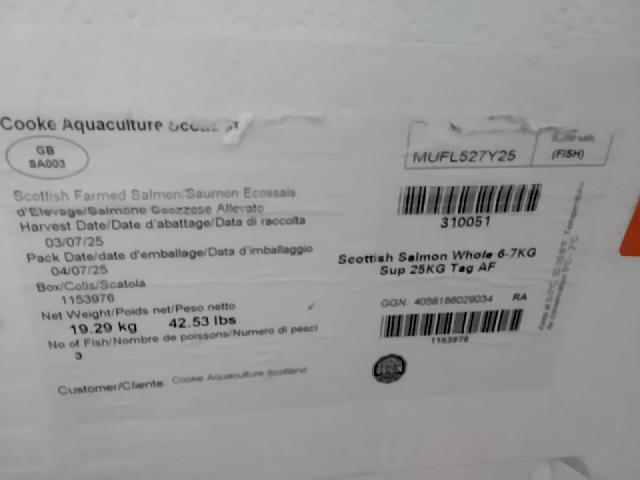 Cooke Aquaculture
GB
SA003
MUFL527Y25
(FISH)
Scottish Farmed Salmon/Saumon Ecossais
d'Elevage/Salmone Scozzese Allevato
Harvest Date/Date d'abattage/Data di raccolta
03/07/25
Pack Date/date d'emballage/Data d'imballaggio
04/07/25
Box/Colis/Scatola
1153976
Net Weight/Poids net/Peso netto
19.29 kg 42.53 lbs
No of Fish/Nombre de poissons/Numero di pesci
3
Customer/Cliente: Cooke Aquaculture Scotland
310051
Scottish Salmon Whole 6-7KG
Sup 25KG Tag AF
GGN: 4056186029034 RA
1153976